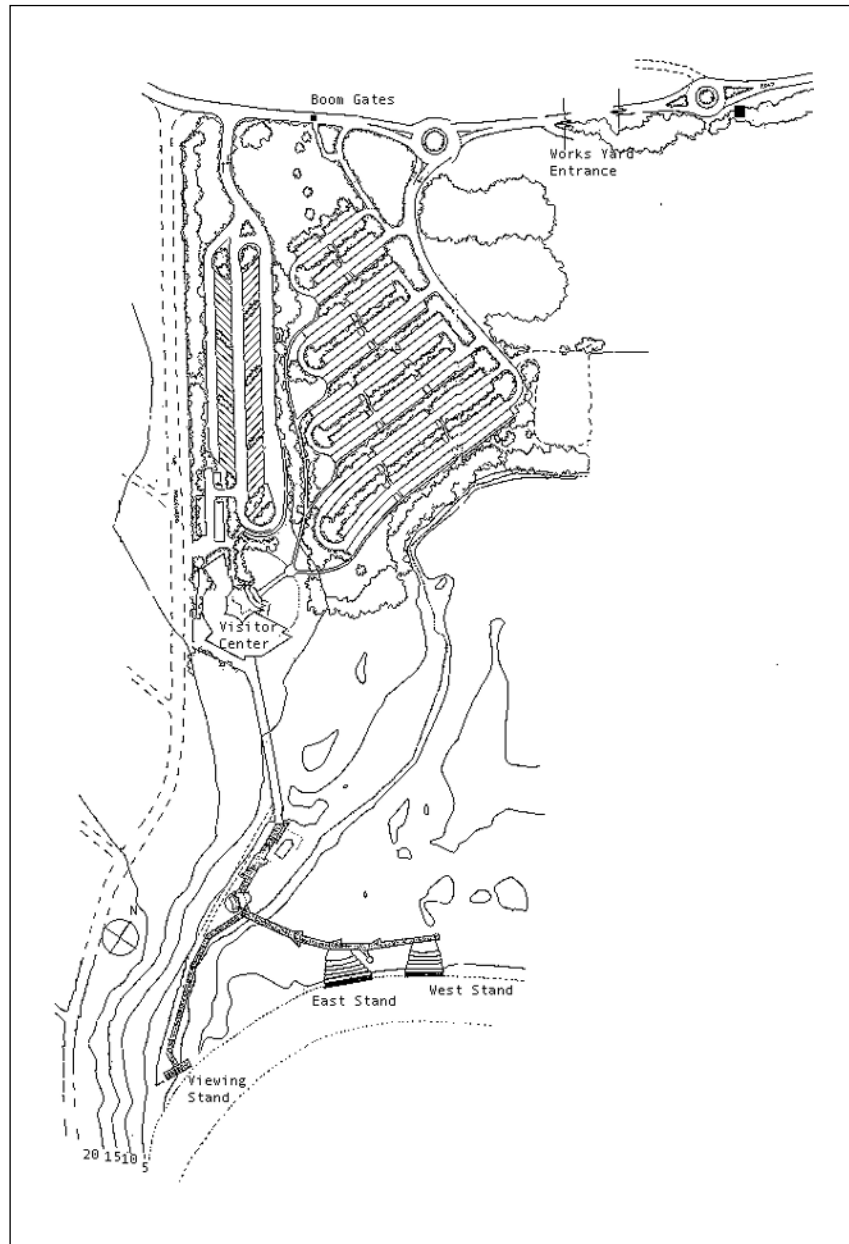 Boom Gates
Works Yard
Entrance
Visitor
Center
N
East Stand
West Stand
Viewing
Stand
20 15 10
5